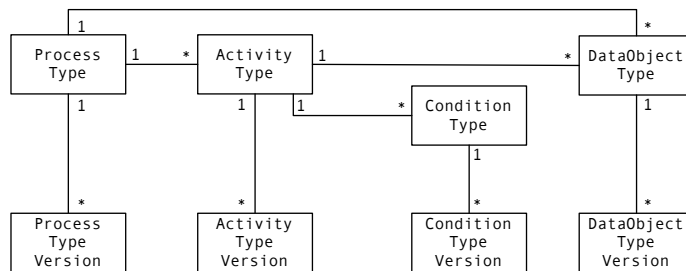 1
*
Process
Type
1
*
Activity
Type
1
*
DataObject
Type
1
1
1
*
Condition
Type
1
1
*
*
*
*
Process
Type
Version
Activity
Type
Version
Condition
Type
Version
DataObject
Type
Version